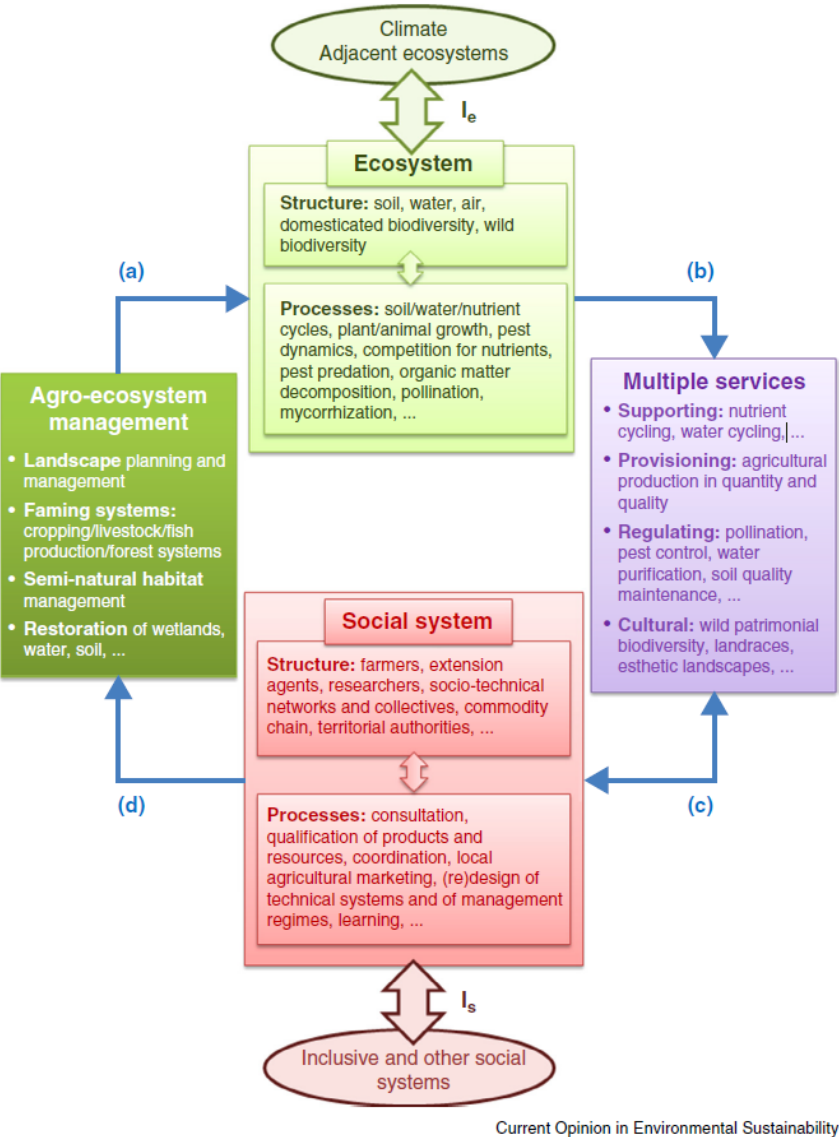 Climate
Adjacent ecosystems
Ie
Ecosystem
Structure: soil, water, air,
domesticated biodiversity, wild
biodiversity
(a)
(b)
Processes: soil/water/nutrient
cycles, plant/animal growth, pest
dynamics, competition for nutrients,
pest predation, organic matter
decomposition, pollination,
mycorrhization, ...
Agro-ecosystem
management
• Landscape planning and
management
• Faming systems:
cropping/livestock/fish
production/forest systems
• Semi-natural habitat
management
• Restoration of wetlands,
water, soil, ...
Multiple services
• Supporting: nutrient
cycling, water cycling, ...
• Provisioning: agricultural
production in quantity and
quality
• Regulating: pollination,
pest control, water
purification, soil quality
maintenance, ...
• Cultural: wild patrimonial
biodiversity, landraces,
esthetic landscapes, ...
Social system
Structure: farmers, extension
agents, researchers, socio-technical
networks and collectives, commodity
chain, territorial authorities, ...
(d)
(c)
Processes: consultation,
qualification of products and
resources, coordination, local
agricultural marketing, (re)design of
technical systems and of management
regimes, learning, ...
Is
Inclusive and other social
systems
Current Opinion in Environmental Sustainability